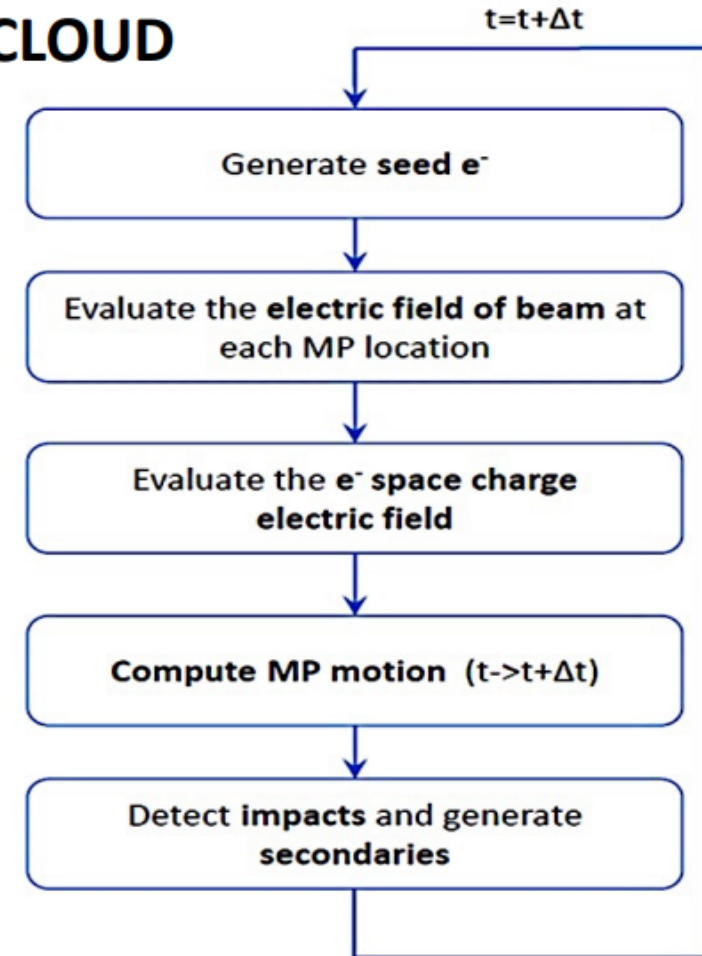 CLOUD
t=t+Δt
Generate seed e⁻
Evaluate the electric field of beam at
each MP location
Evaluate the e⁻ space charge
electric field
Compute MP motion (t->t+Δt)
Detect impacts and generate
secondaries